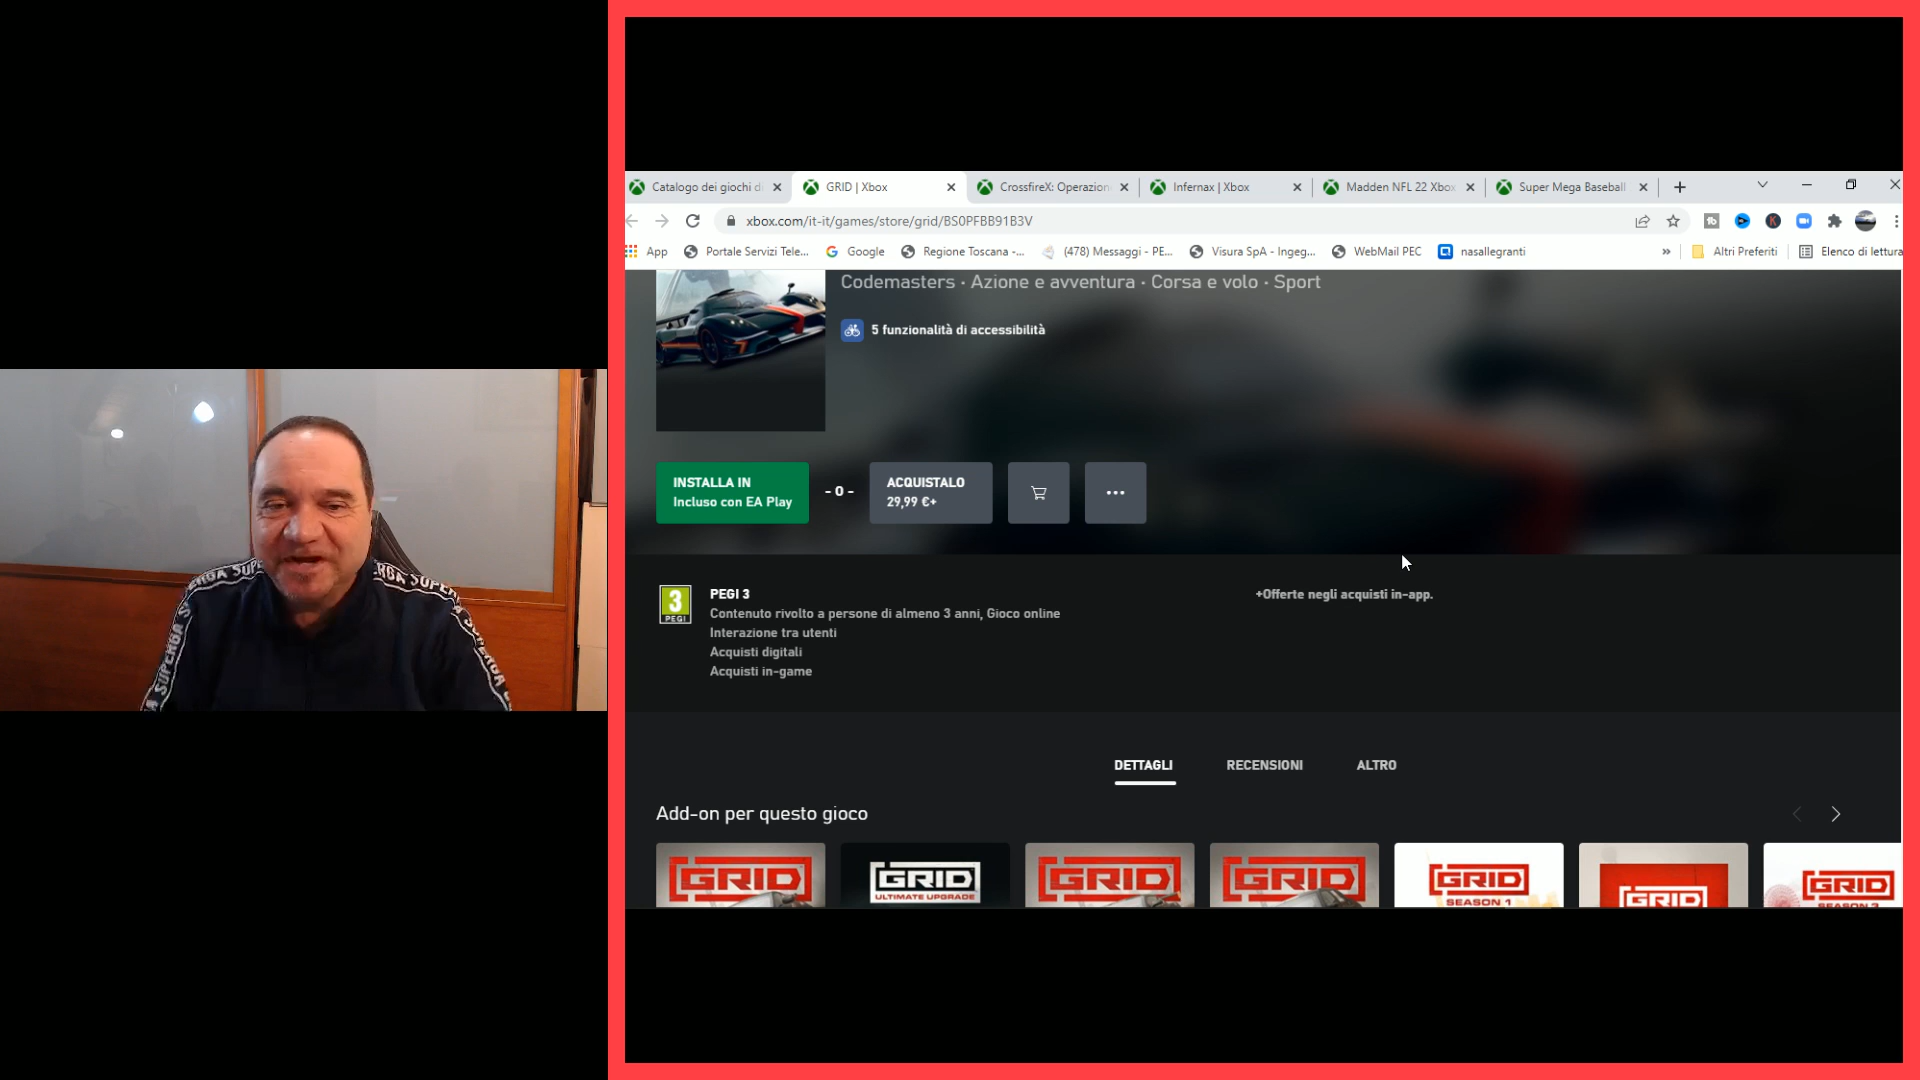 Catalogo dei giochi d
GRID | Xbox
CrossfireX: Operazion
Infernax | Xbox
Madden NFL 22 Xbox
Super Mega Baseball
xbox.com/it-it/games/store/grid/BS0PFBB91B3V
App
Portale Servizi Tele...
Google
Regione Toscana -...
(478) Messaggi - PE...
Visura SpA - Ingeg...
WebMail PEC
nasallegranti
»
Altri Preferiti
Elenco di lettura
Codemasters · Azione e avventura · Corsa e volo · Sport
5 funzionalità di accessibilità
INSTALLA IN
Incluso con EA Play
- O -
ACQUISTALO
29,99 €+
3
PEGI
PEGI 3
Contenuto rivolto a persone di almeno 3 anni, Gioco online
Interazione tra utenti
Acquisti digitali
Acquisti in-game
+Offerte negli acquisti in-app.
DETTAGLI
RECENSIONI
ALTRO
Add-on per questo gioco
GRID
GRID
ULTIMATE UPGRADE
GRID
GRID
GRID
SEASON 1
GRID
GRID
SUPERGA